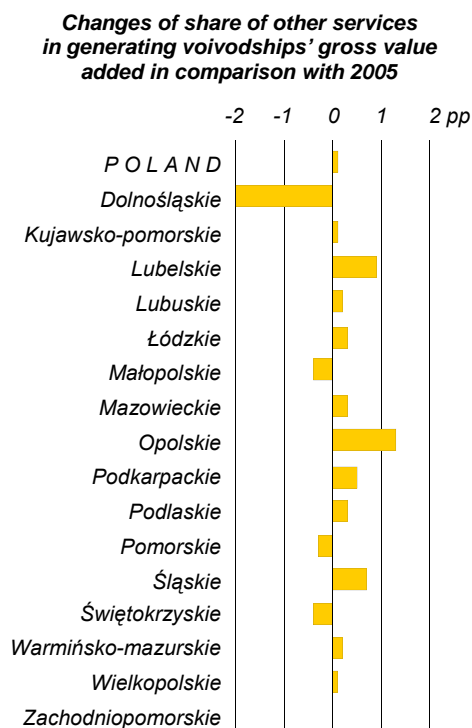 Changes of share of other services
in generating voivodships’ gross value
added in comparison with 2005
-2 -1 0 1 2 pp
P O L A N D
Dolnośląskie
Kujawsko-pomorskie
Lubelskie
Lubuskie
Łódzkie
Małopolskie
Mazowieckie
Opolskie
Podkarpackie
Podlaskie
Pomorskie
Śląskie
Świętokrzyskie
Warmińsko-mazurskie
Wielkopolskie
Zachodniopomorskie